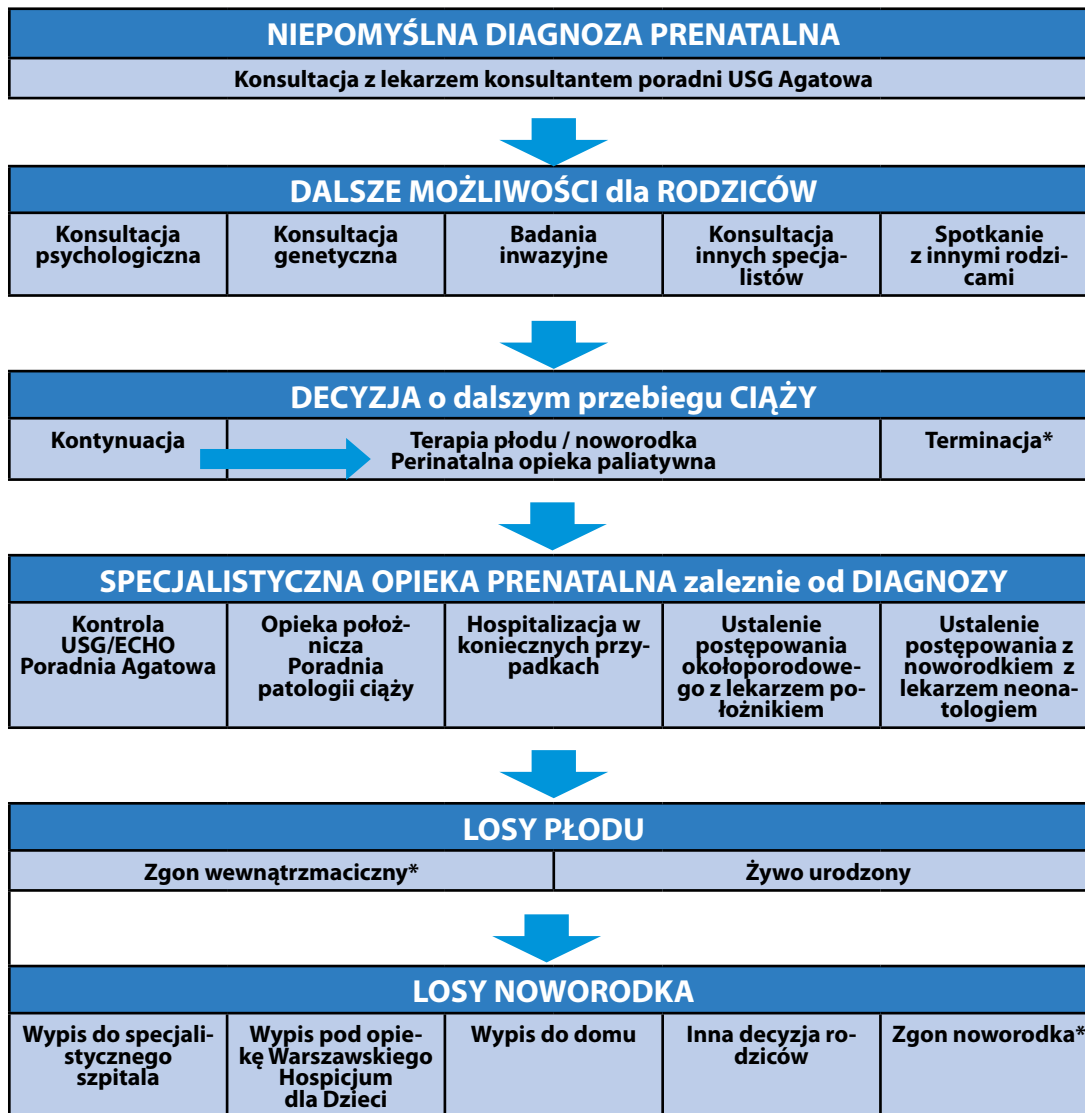 NIEPOMYŚLNA DIAGNOZA PRENATALNA
Konsultacja z lekarzem konsultantem poradni USG Agatowa
DALSZE MOŻLIWOŚCI dla RODZICÓW
Konsultacja
psychologiczna
Konsultacja
genetyczna
Badania
inwazyjne
Konsultacja
innych specja-
listów
Spotkanie
z innymi rodzi-
cami
DECYZJA o dalszym przebiegu CIĄŻY
Kontynuacja
Terapia płodu / noworodka
Perinatalna opieka paliatywna
Terminacja*
SPECJALISTYCZNA OPIEKA PRENATALNA zaleznie od DIAGNOZY
Kontrola
USG/ECHO
Poradnia Agatowa
Opieka położ-
nicza
Poradnia
patologii ciąży
Hospitalizacja w
koniecznych przy-
padkach
Ustalenie
postępowania
okołoporodowe-
go z lekarzem po-
łożnikiem
Ustalenie
postępowania z
noworodkiem z
lekarzem neona-
tologiem
LOSY PŁODU
Zgon wewnątrzmaciczny*
Żywo urodzony
LOSY NOWORODKA
Wypis do specjali-
stycznego
szpitala
Wypis pod opie-
kę Warszawskiego
Hospicjum
dla Dzieci
Wypis do domu
Inna decyzja ro-
dziców
Zgon noworodka*